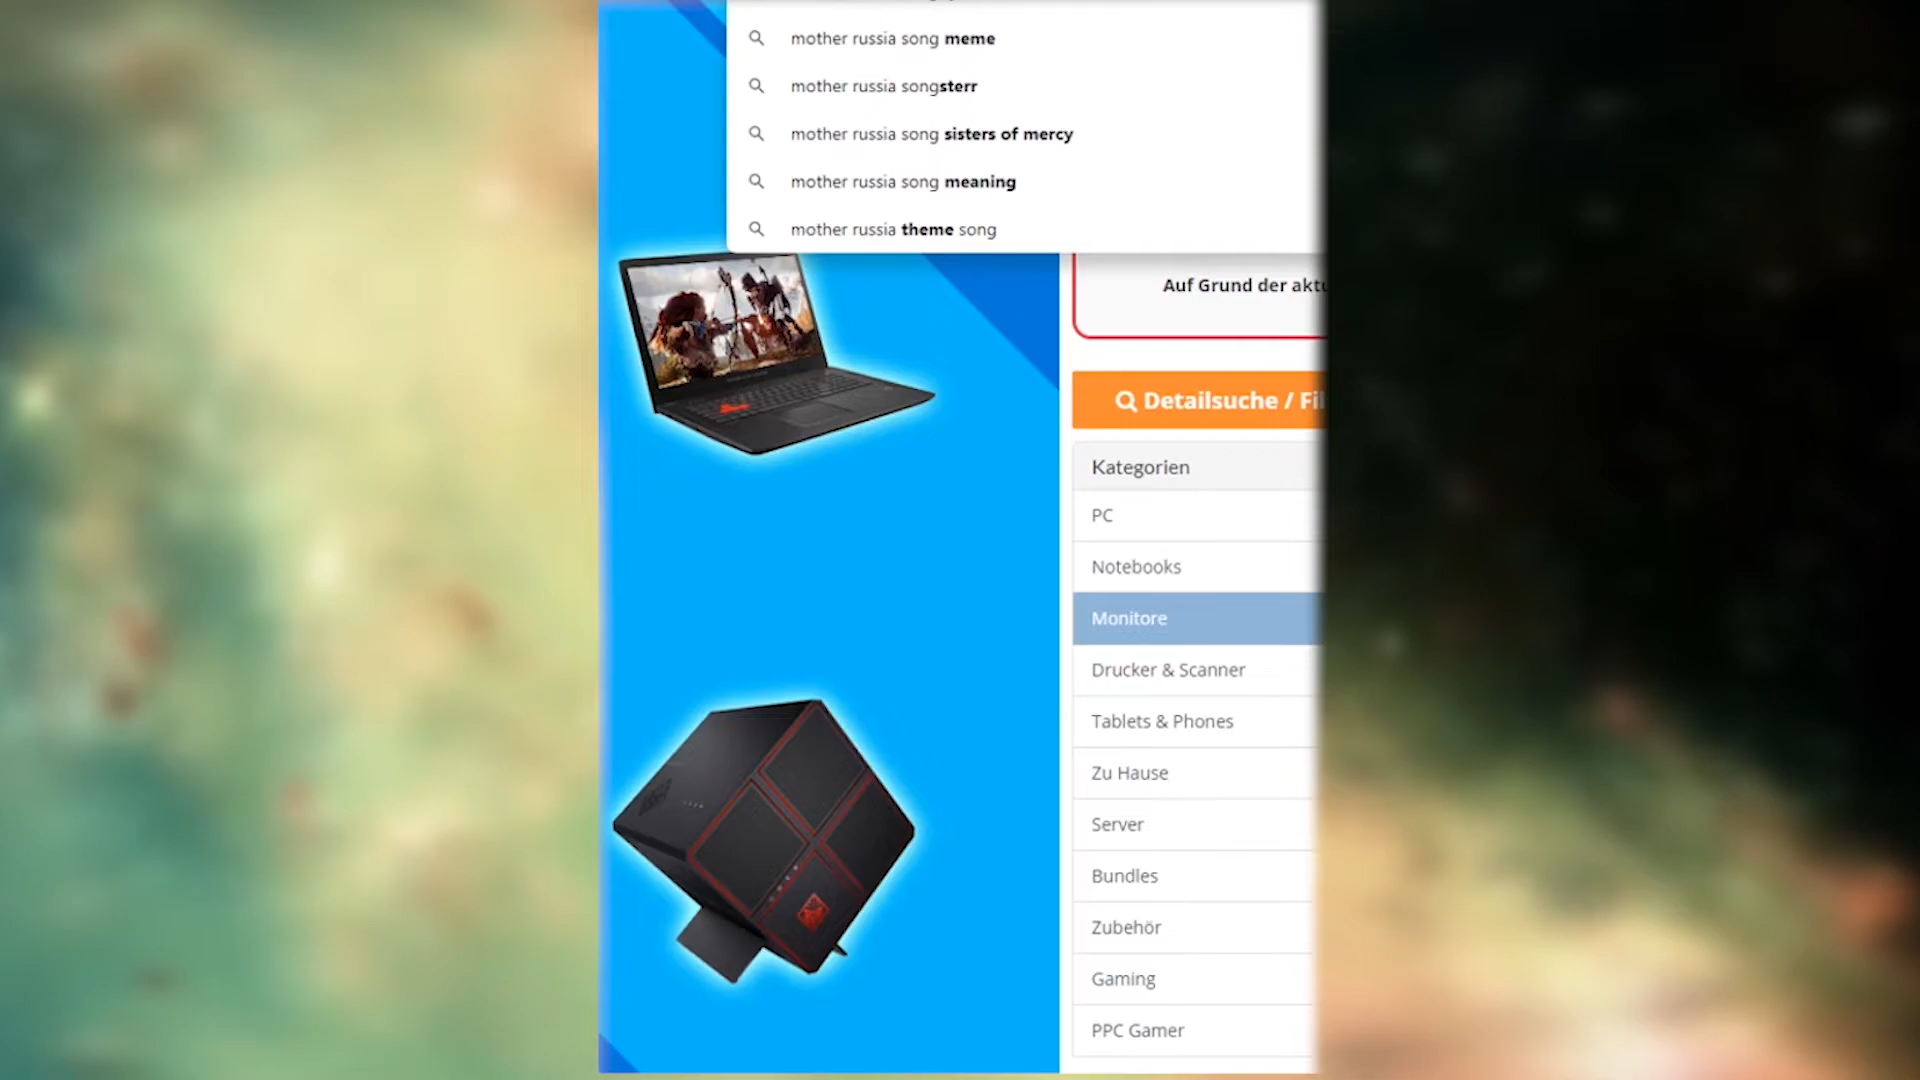 mother russia song meme
mother russia songsterr
mother russia song sisters of mercy
mother russia song meaning
mother russia theme song
Auf Grund der aktu
Detailsuche / Fil
Kategorien
PC
Notebooks
Monitore
Drucker & Scanner
Tablets & Phones
Zu Hause
Server
Bundles
Zubehör
Gaming
PPC Gamer